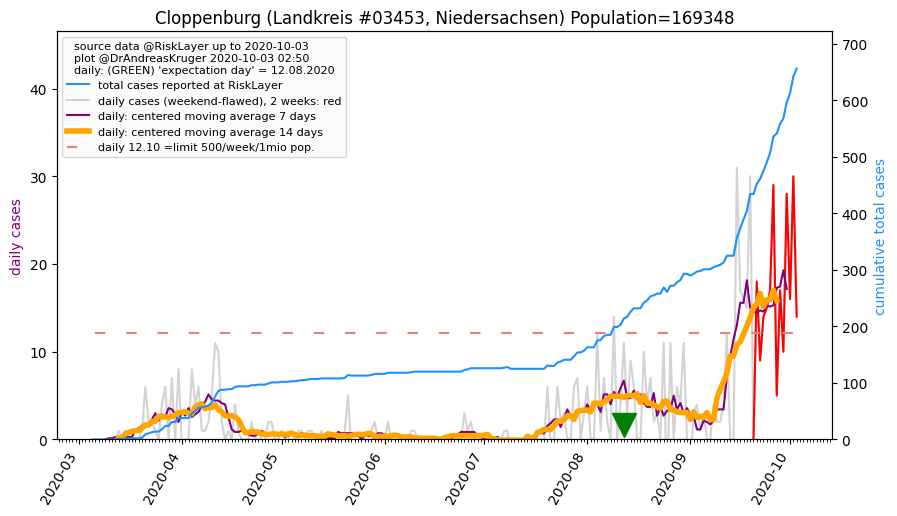 Cloppenburg (Landkreis #03453, Niedersachsen) Population=169348
source data @RiskLayer up to 2020-10-03
plot @DrAndreasKruger 2020-10-03 02:50
daily: (GREEN) 'expectation day' = 12.08.2020
total cases reported at RiskLayer
daily cases (weekend-flawed), 2 weeks: red
daily: centered moving average 7 days
daily: centered moving average 14 days
daily 12.10 =limit 500/week/1mio pop.
daily cases
40
30
20
10
0
cumulative total cases
700
600
500
400
300
200
100
0
2020-03
2020-04
2020-05
2020-06
2020-07
2020-08
2020-09
2020-10